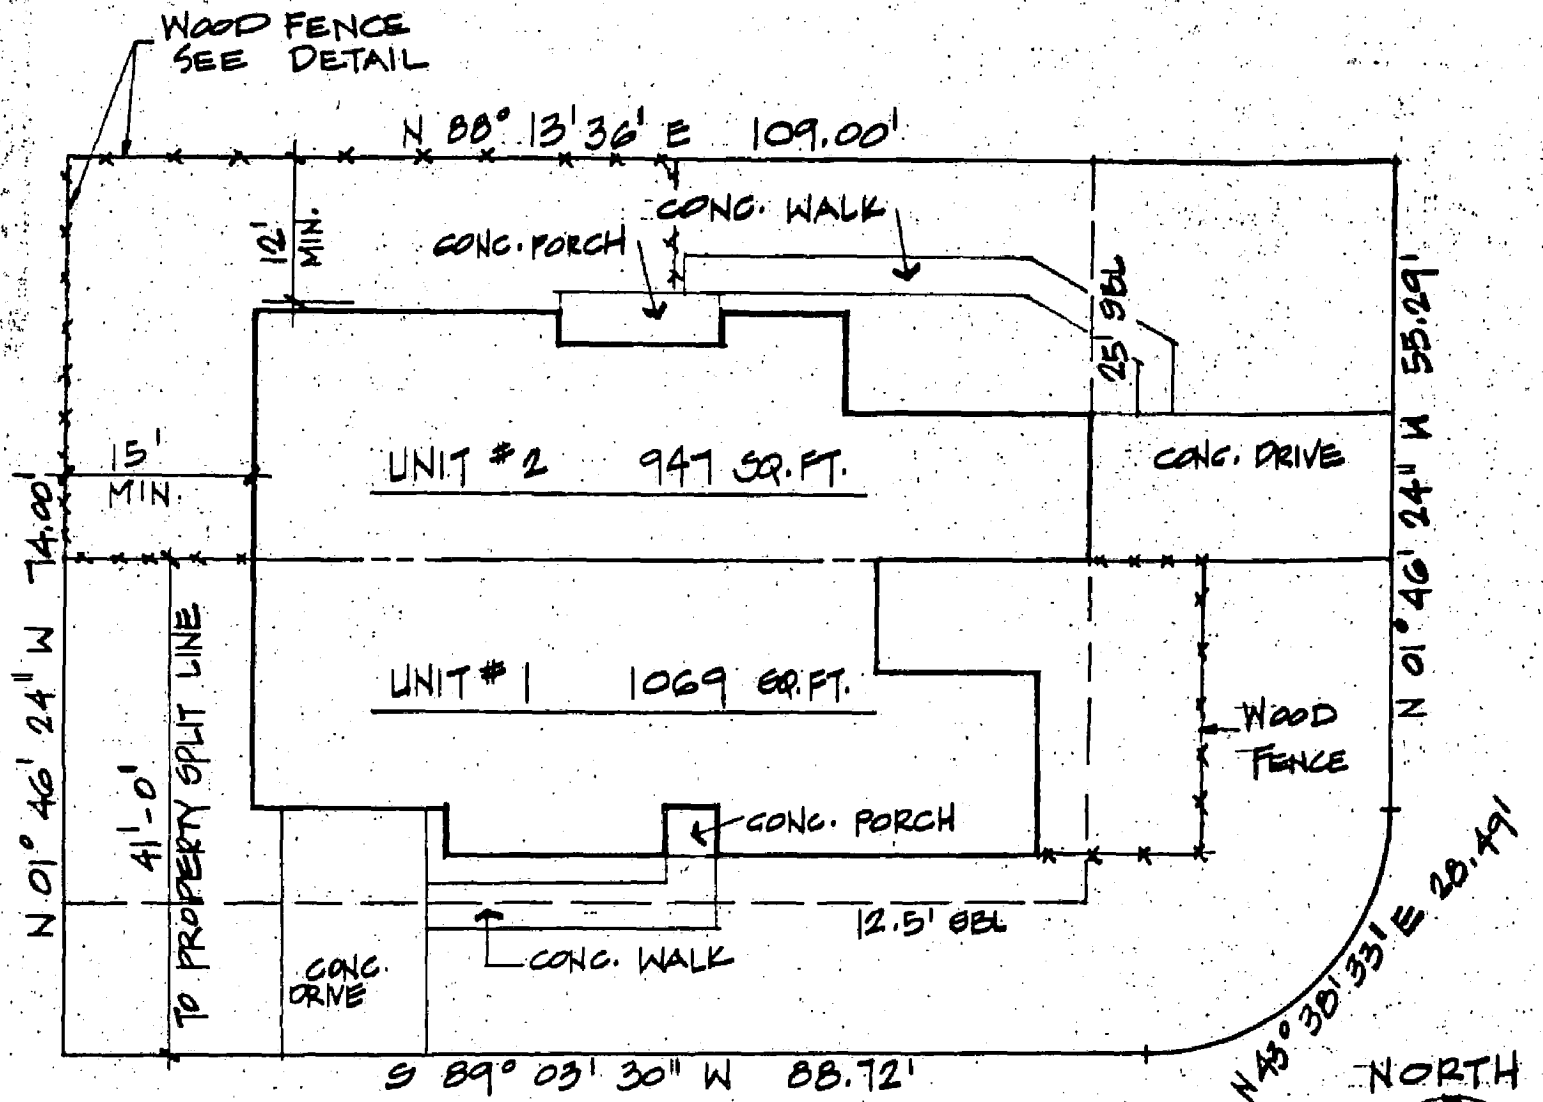 WOOD FENCE
SEE DETAIL
N 88° 13' 36' E 109.00'
12'
MIN.
CONC. PORCH
CONC. WALK
25' SBL
N 01° 46' 24" W 55.29'
15'
MIN.
UNIT #2 947 SQ.FT.
CONC. DRIVE
N 01° 46' 24" W 74.00'
41'-0'
TO PROPERTY SPLIT LINE
UNIT #1 1069 SQ.FT.
WOOD
FENCE
CONC. PORCH
12.5' SBL
CONC. WALK
CONC.
DRIVE
N 43° 38' 33' E 28.49'
S 89° 03' 30" W 88.72'
NORTH